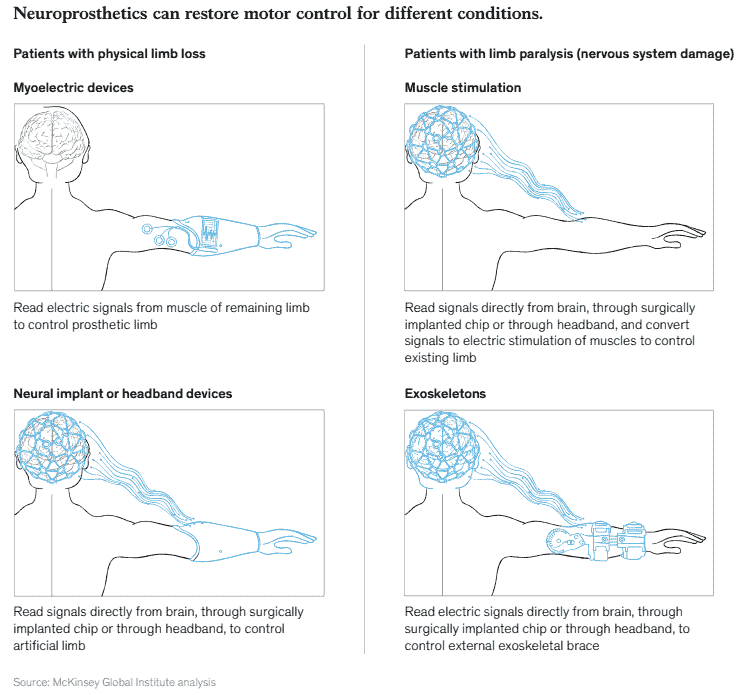 Neuroprosthetics can restore motor control for different conditions.
Patients with physical limb loss
Myoelectric devices
Read electric signals from muscle of remaining limb
to control prosthetic limb
Neural implant or headband devices
Read signals directly from brain, through surgically
implanted chip or through headband, to control
artificial limb
Patients with limb paralysis (nervous system damage)
Muscle stimulation
Read signals directly from brain, through surgically
implanted chip or through headband, and convert
signals to electric stimulation of muscles to control
existing limb
Exoskeletons
Read electric signals directly from brain, through
surgically implanted chip or through headband, to
control external exoskeletal brace
Source: McKinsey Global Institute analysis